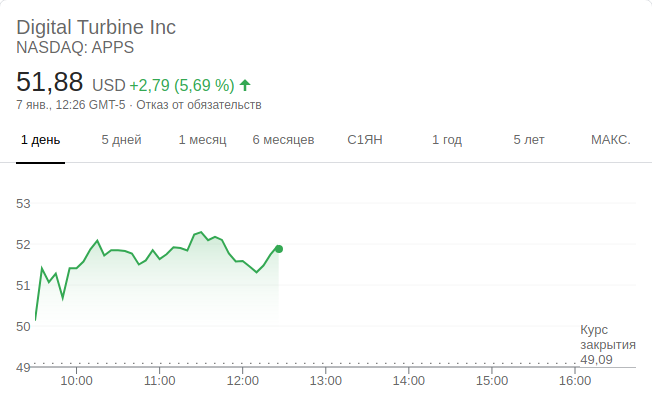 Digital Turbine Inc
NASDAQ: APPS
51,88 USD +2,79 (5,69 %)
7 янв., 12:26 GMT-5 · Отказ от обязательств
1 день 5 дней 1 месяц 6 месяцев С1ЯН 1 год 5 лет МАКС.
53
52
51
50
Курс
закрытия
49,09
49
10:00 11:00 12:00 13:00 14:00 15:00 16:00